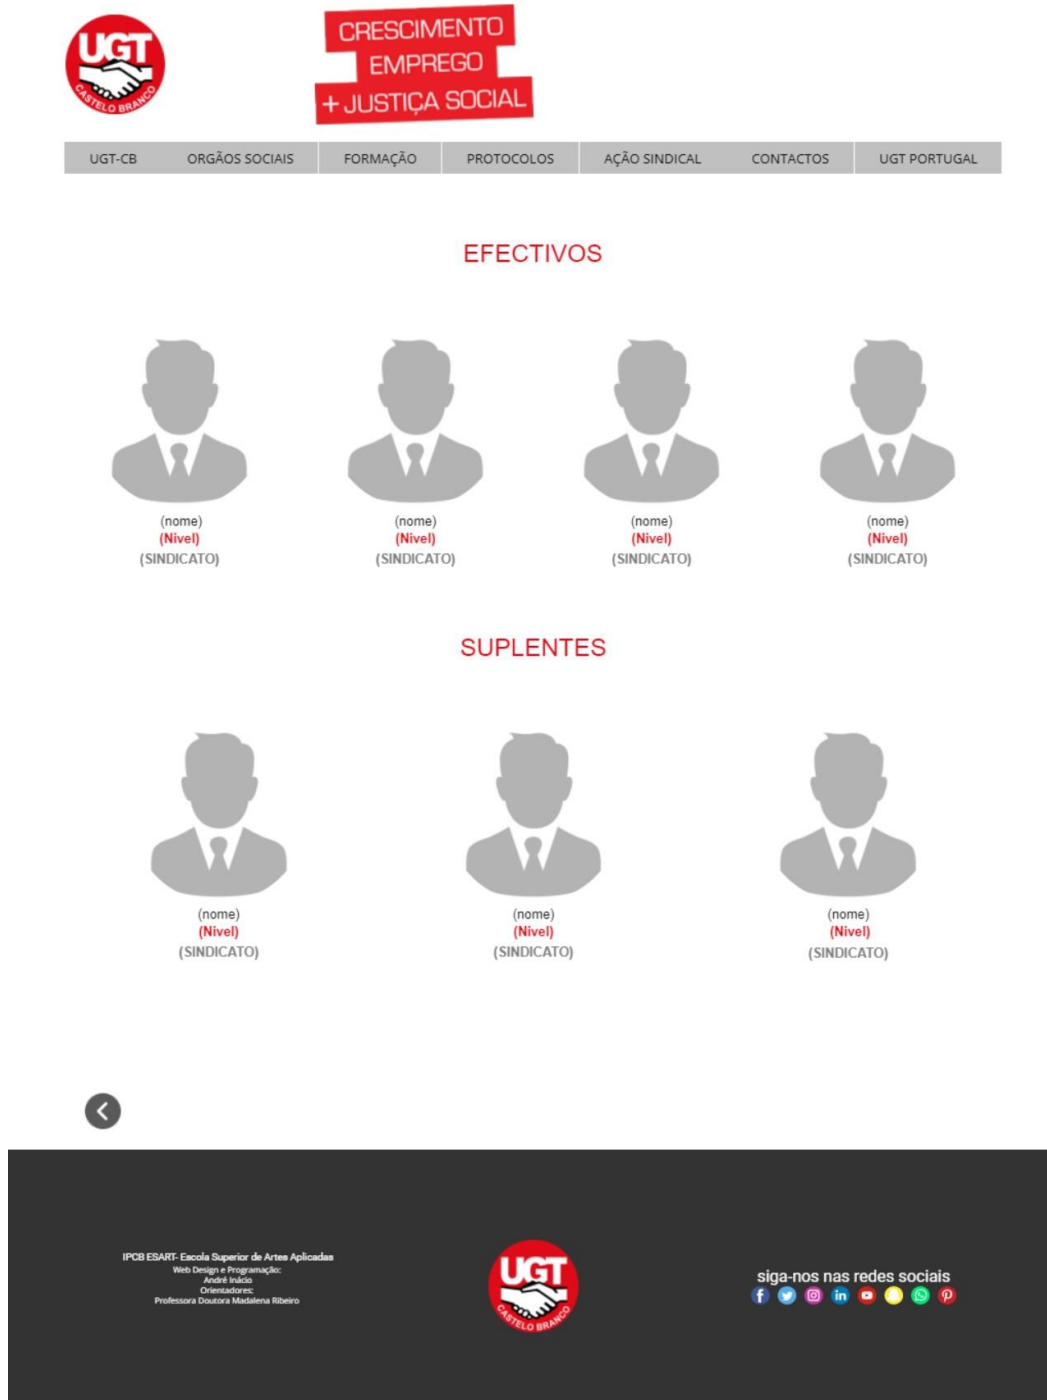 UGT
CASTELO BRANCO
CRESCIMENTO
EMPREGO
+ JUSTIÇA SOCIAL
UGT-CB ORGÃOS SOCIAIS FORMAÇÃO PROTOCOLOS AÇÃO SINDICAL CONTACTOS UGT PORTUGAL
EFECTIVOS
(nome) (nome) (nome) (nome)
(Nivel) (Nivel) (Nivel) (Nivel)
(SINDICATO) (SINDICATO) (SINDICATO) (SINDICATO)
SUPLENTES
(nome) (nome) (nome)
(Nivel) (Nivel) (Nivel)
(SINDICATO) (SINDICATO) (SINDICATO)
IPCB ESART- Escola Superior de Artes Aplicadas
Web Design e Programação:
André Inácio
Orientadores:
Professora Doutora Madalena Ribeiro
UGT
CASTELO BRANCO
siga-nos nas redes sociais